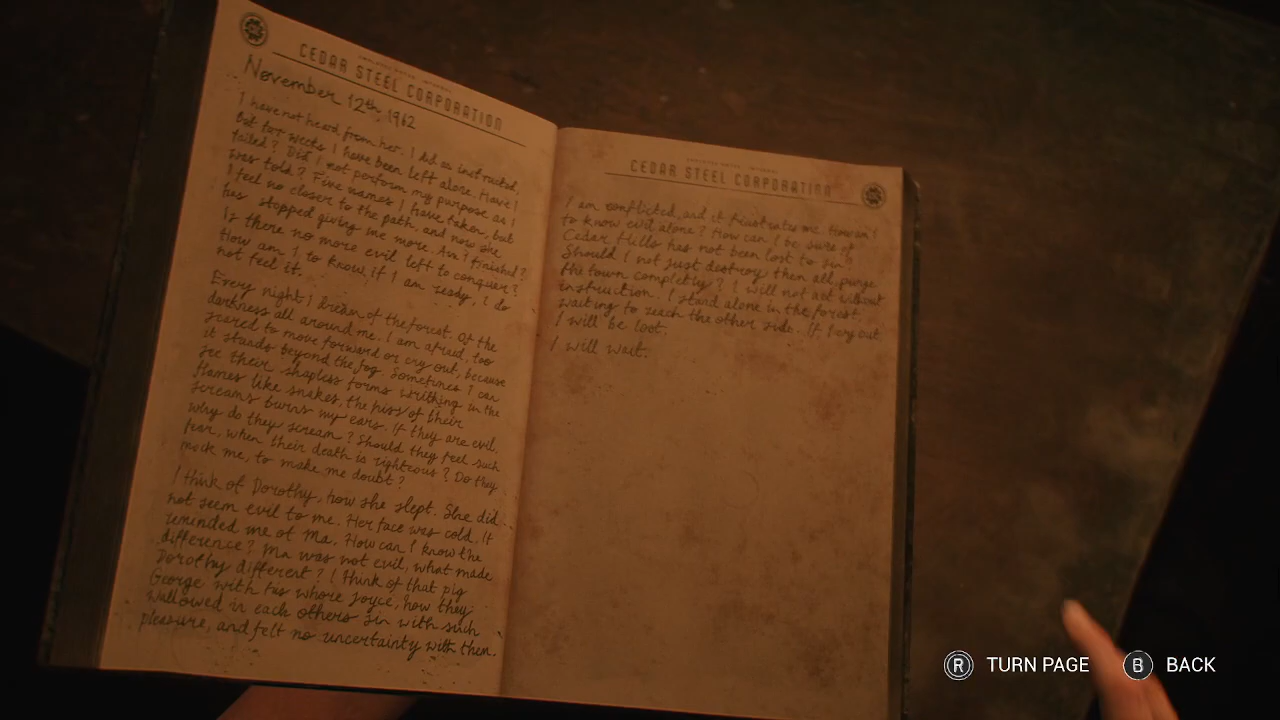 CEDAR STEEL CORPORATION
November 12th 1962
I have not heard from her. I did as instructed,
But for weeks I have been left alone. Have I
failed? Did I not perform my purpose as I
was told? Five names I have taken, but
I feel no closer to the path, and now she
has stopped giving me more. Am I finished?
Is there no more evil left to conquer?
How am I to know if I am ready, I do
not feel it.
Every night I dream of the forest. Of the
darkness all around me. I am afraid, too
scared to move forward or cry out, because
it stands beyond the fog. Sometimes I can
see their shapless forms writhing in the
flames like snakes, the hiss of their
screams burns my ears. If they are evil,
why do they scream? Should they feel such
fear, when their death is righteous? Do they
mock me, to make me doubt?
I think of Dorothy, how she slept. She did
not seem evil to me. Her face was cold, it
reminded me of Ma. How can I know the
difference? Ma was not evil, what made
Dorothy different? I think of that pig
George with his whore Joyce, how they
wallowed in each others sin with such
pleasure, and felt no uncertainty with them.
CEDAR STEEL CORPORATION
I am conflicted, and it frustrates me. How am I
to know evil alone? How can I be sure of
Cedar Hills has not been lost to sin?
Should I not just destroy them all, purge
the town completely? I will not act without
instruction. I stand alone in the forest,
waiting to reach the other side. If I cry out
I will be lost.
I will wait.
R TURN PAGE B BACK